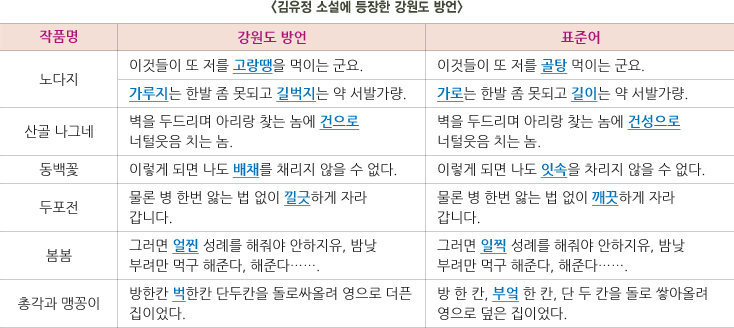 <김유정 소설에 등장한 강원도 방언>
작품명 강원도 방언 표준어
노다지
이것들이 또 저를 고랑땡을 먹이는 군요.
이것들이 또 저를 골탕 먹이는 군요.
가루지는 한발 좀 못되고 길벅지는 약 서발가량.
가로는 한발 좀 못되고 길이는 약 서발가량.
산골 나그네
벽을 두드리며 아리랑 찾는 놈에 건으로
너털웃음 치는 놈.
벽을 두드리며 아리랑 찾는 놈에 건성으로
너털웃음 치는 놈.
동백꽃
이렇게 되면 나도 배채를 채리지 않을 수 없다.
이렇게 되면 나도 잇속을 차리지 않을 수 없다.
두포전
물론 병 한번 앓는 법 없이 낄긋하게 자라
갑니다.
물론 병 한번 앓는 법 없이 깨끗하게 자라
갑니다.
봄봄
그러면 얼찐 성례를 해줘야 안하지유, 밤낮
부려만 먹구 해준다, 해준다…….
그러면 일찍 성례를 해줘야 안하지유, 밤낮
부려만 먹구 해준다, 해준다…….
총각과 맹꽁이
방한칸 벅한칸 단두칸을 돌로싸올려 영으로 더픈
집이었다.
방 한 칸, 부엌 한 칸, 단 두 칸을 돌로 쌓아올려
영으로 덮은 집이었다.